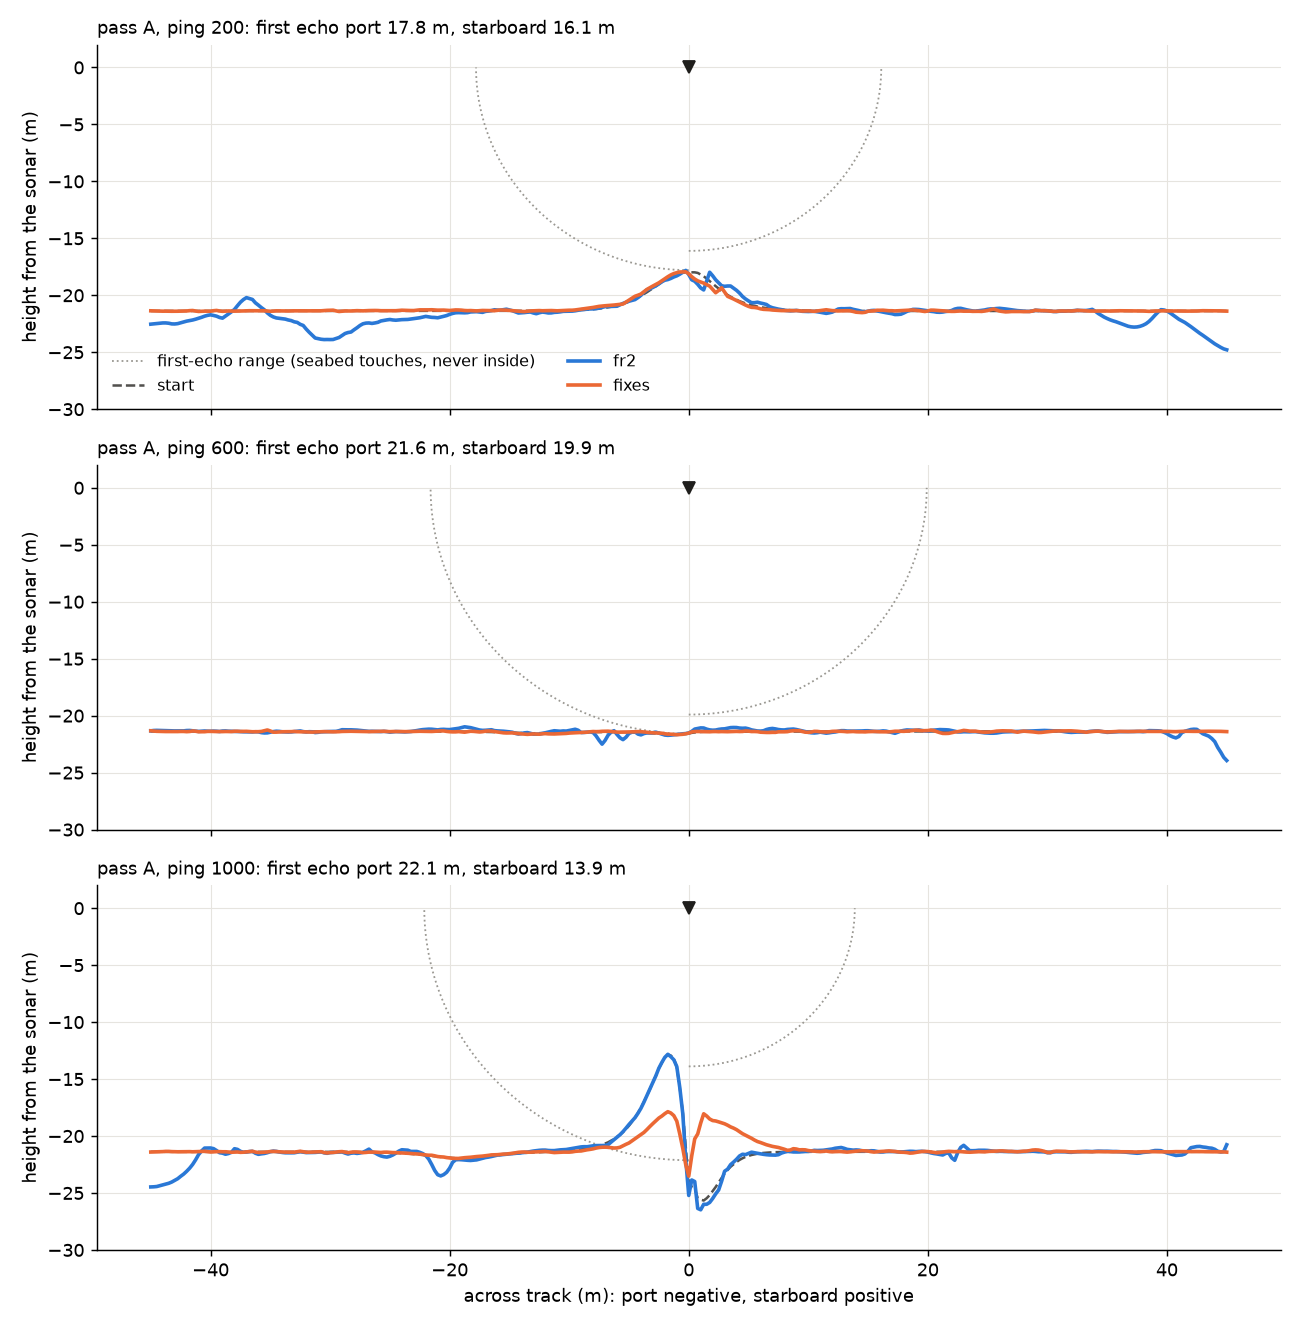 pass A, ping 200: first echo port 17.8 m, starboard 16.1 m
height from the sonar (m)
0
−5
−10
−15
−20
−25
−30
first-echo range (seabed touches, never inside)
start
fr2
fixes
pass A, ping 600: first echo port 21.6 m, starboard 19.9 m
height from the sonar (m)
0
−5
−10
−15
−20
−25
−30
pass A, ping 1000: first echo port 22.1 m, starboard 13.9 m
height from the sonar (m)
0
−5
−10
−15
−20
−25
−30
−40 −20 0 20 40
across track (m): port negative, starboard positive